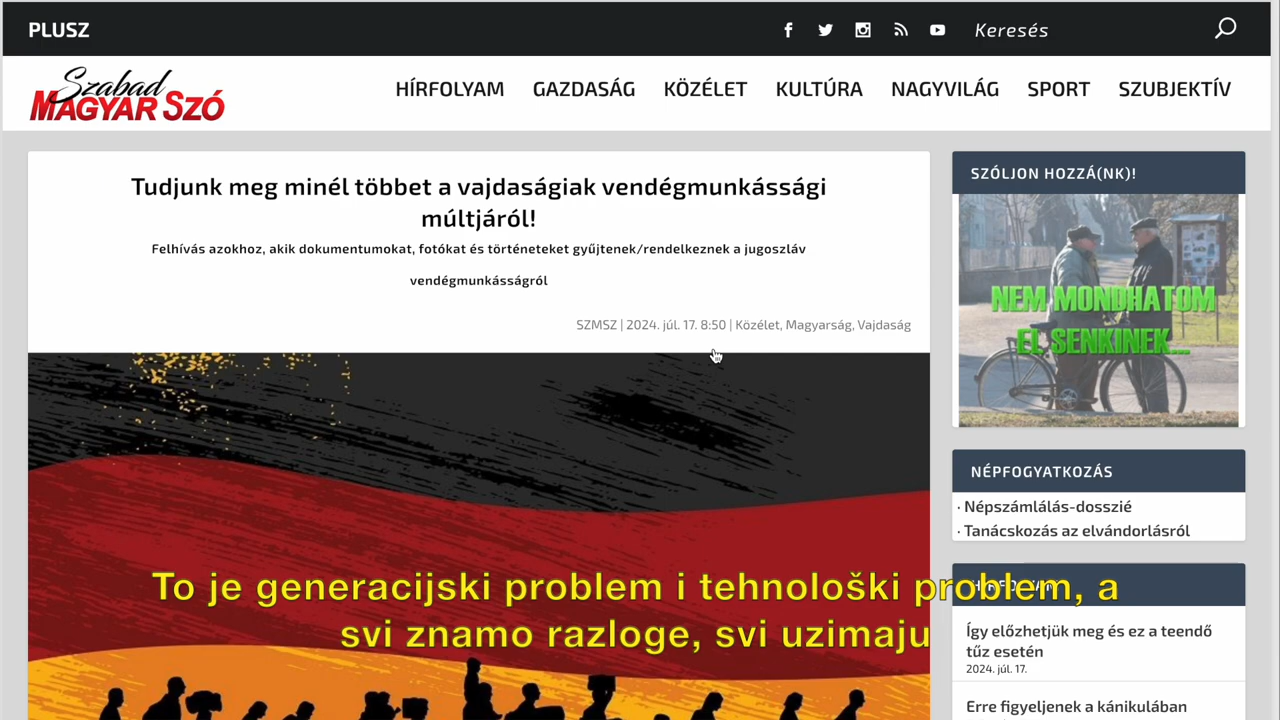 PLUSZ
Keresés
Szabad
MAGYAR SZÓ
HÍRFOLYAM GAZDASÁG KÖZÉLET KULTÚRA NAGYVILÁG SPORT SZUBJEKTÍV
Tudjunk meg minél többet a vajdaságiak vendégmunkássági
múltjáról!
Felhívás azokhoz, akik dokumentumokat, fotókat és történeteket gyűjtenek/rendelkeznek a jugoszláv
vendégmunkásságról
SZMSZ | 2024. júl. 17. 8:50 | Közélet, Magyarság, Vajdaság
To je generacijski problem i tehnološki problem, a
svi znamo razloge, svi uzimaju
SZÓLJON HOZZÁ(NK)!
NEM MONDHATOM
EL SENKINEK...
NÉPFOGYATKOZÁS
· Népszámlálás-dosszié
· Tanácskozás az elvándorlásról
Így előzhetjük meg és ez a teendő
tűz esetén
2024. júl. 17.
Erre figyeljenek a kánikulában